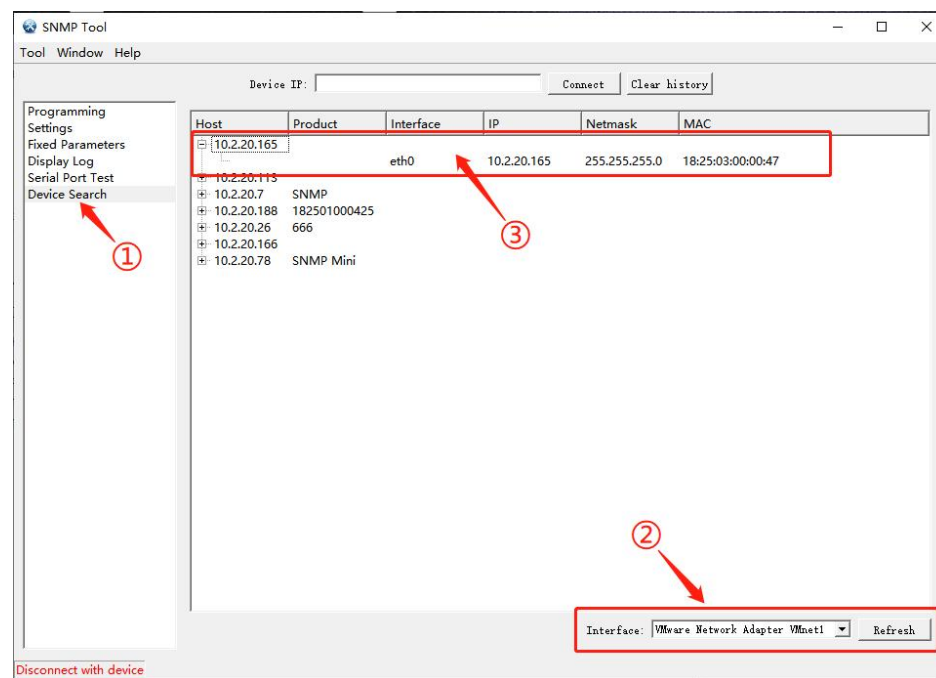 SNMP Tool
Tool Window Help
Device IP: Connect Clear history
Programming
Settings
Fixed Parameters
Display Log
Serial Port Test
Device Search
①
Host Product Interface IP Netmask MAC
10.2.20.165
eth0 10.2.20.165 255.255.255.0 18:25:03:00:00:47
10.2.20.113
10.2.20.7 SNMP
10.2.20.188 182501000425
10.2.20.26 666
10.2.20.166
10.2.20.78 SNMP Mini
③
②
Interface: VMware Network Adapter VMnet1 Refresh
Disconnect with device